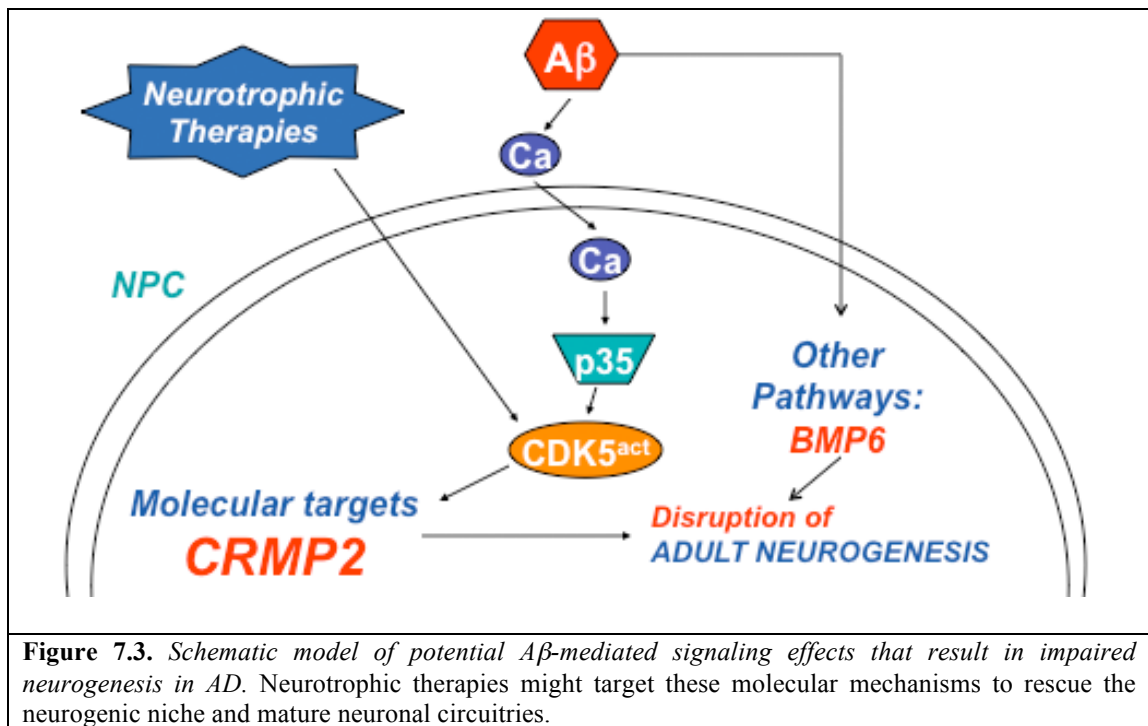 Neurotrophic
Therapies
Aβ
Ca
Ca
NPC
p35
CDK5act
Other
Pathways:
BMP6
Molecular targets
CRMP2
Disruption of
ADULT NEUROGENESIS
Figure 7.3. Schematic model of potential Aβ-mediated signaling effects that result in impaired
neurogenesis in AD. Neurotrophic therapies might target these molecular mechanisms to rescue the
neurogenic niche and mature neuronal circuitries.